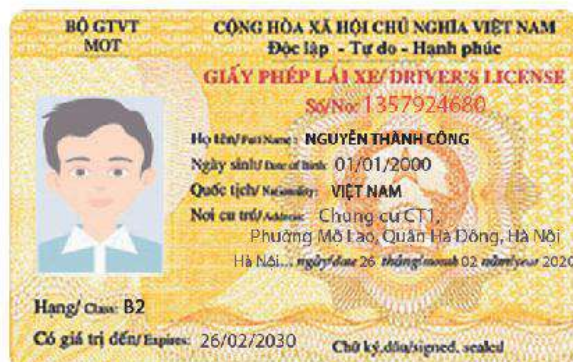 BỘ GTVT
MOT
CỘNG HÒA XÃ HỘI CHỦ NGHĨA VIỆT NAM
Độc lập - Tự do - Hạnh phúc
GIẤY PHÉP LÁI XE/ DRIVER'S LICENSE
Số/No: 1357924680
Họ tên/ Full Name: NGUYỄN THÀNH CÔNG
Ngày sinh/ Date of Birth: 01/01/2000
Quốc tịch/ Nationality: VIỆT NAM
Nơi cư trú/ Address: Chung cư CT1,
Phường Mỗ Lao, Quận Hà Đông, Hà Nội
Hà Nội... ngày/date 26 tháng/month 02 năm/year 2020
Hạng/ Class: B2
Có giá trị đến/ Expires: 26/02/2030
Chữ ký, dấu/signed, sealed